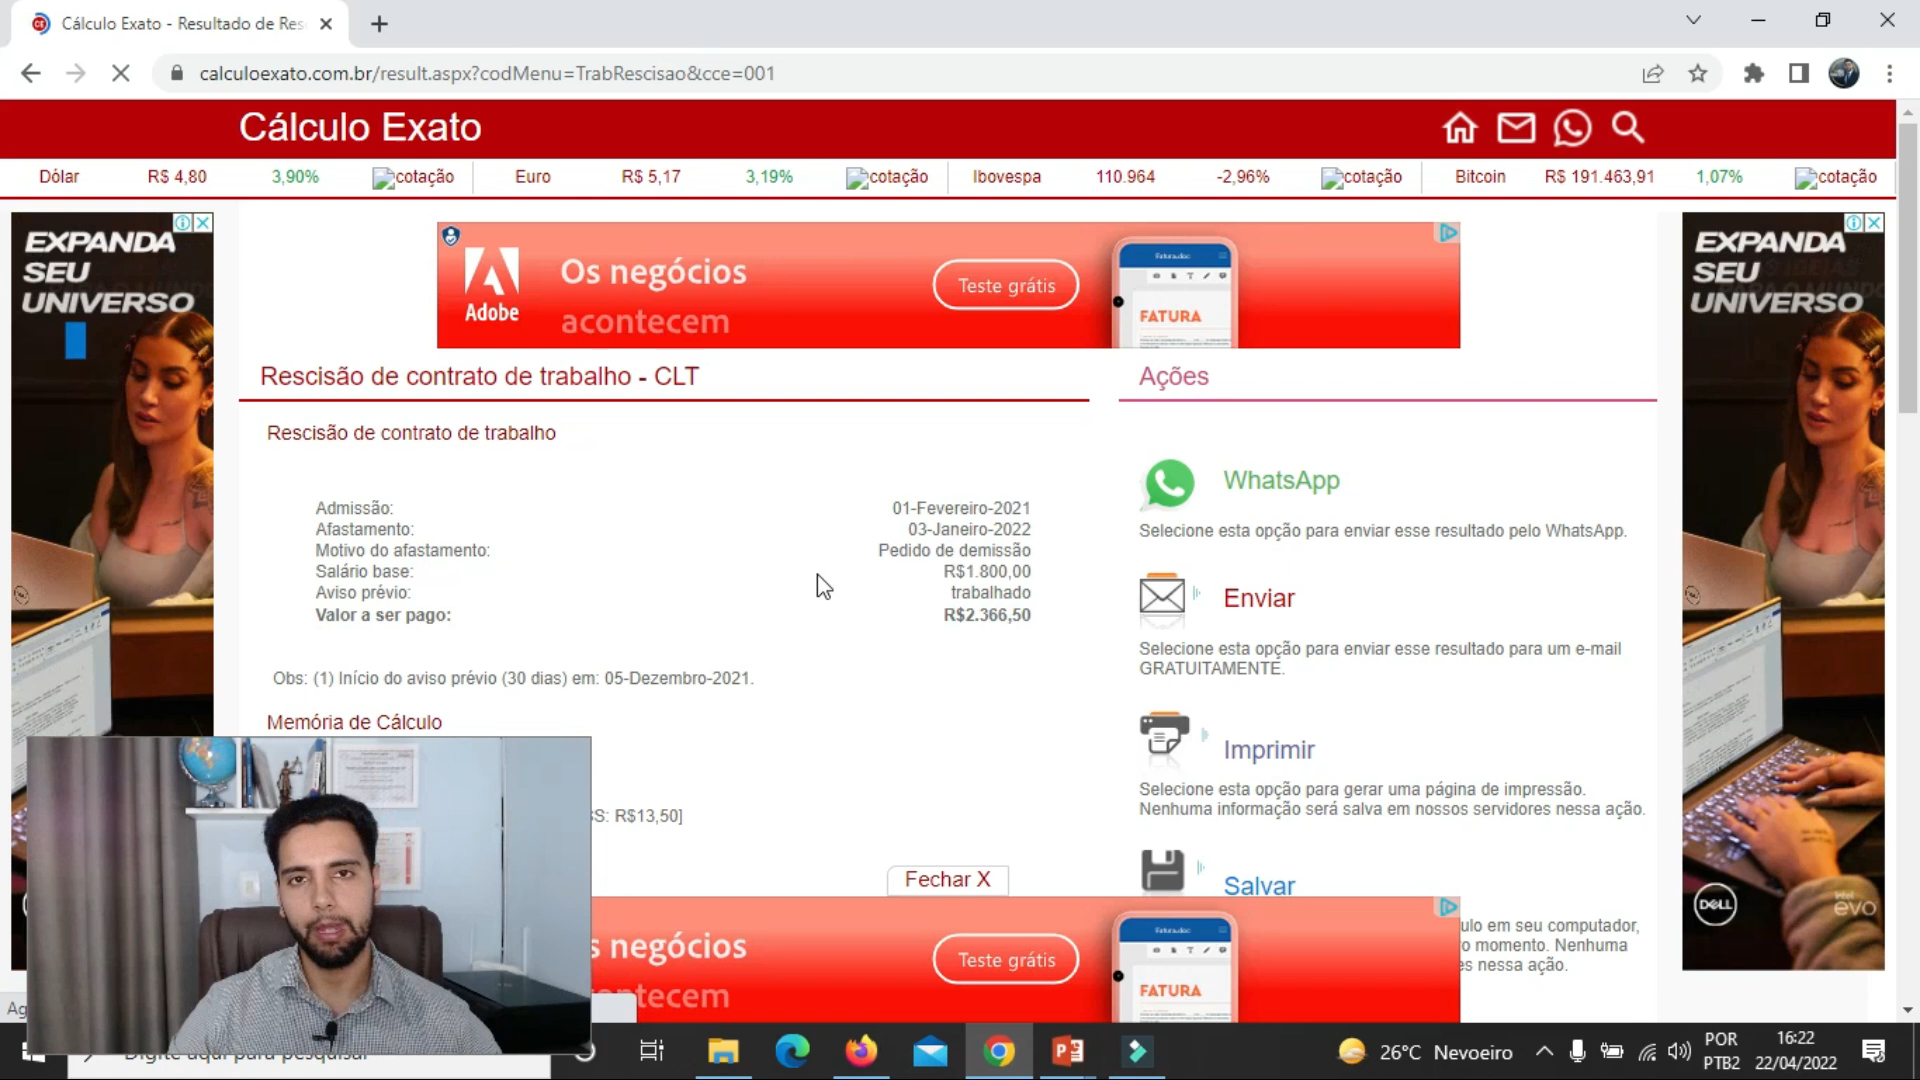 Cálculo Exato - Resultado de Res
calculoexato.com.br/result.aspx?codMenu=TrabRescisao&cce=001
Cálculo Exato
Dólar R$ 4,80 3,90% cotação Euro R$ 5,17 3,19% cotação Ibovespa 110.964 -2,96% cotação Bitcoin R$ 191.463,91 1,07% cotação
EXPANDA
SEU
UNIVERSO
Adobe
Os negócios
acontecem
Teste grátis
FATURA
EXPANDA
SEU
UNIVERSO
Rescisão de contrato de trabalho - CLT
Rescisão de contrato de trabalho
Admissão: 01-Fevereiro-2021
Afastamento: 03-Janeiro-2022
Motivo do afastamento: Pedido de demissão
Salário base: R$1.800,00
Aviso prévio: trabalhado
Valor a ser pago: R$2.366,50
Obs: (1) Início do aviso prévio (30 dias) em: 05-Dezembro-2021.
Memória de Cálculo
SS: R$13,50]
Fechar X
Ações
WhatsApp
Selecione esta opção para enviar esse resultado pelo WhatsApp.
Enviar
Selecione esta opção para enviar esse resultado para um e-mail
GRATUITAMENTE.
Imprimir
Selecione esta opção para gerar uma página de impressão.
Nenhuma informação será salva em nossos servidores nessa ação.
Salvar
ulo em seu computador,
o momento. Nenhuma
es nessa ação.
s negócios
ntecem
Teste grátis
FATURA
DELL
intel
evo
Ag
Digite aqui para pesquisar
26°C Nevoeiro
POR
PTB2
16:22
22/04/2022